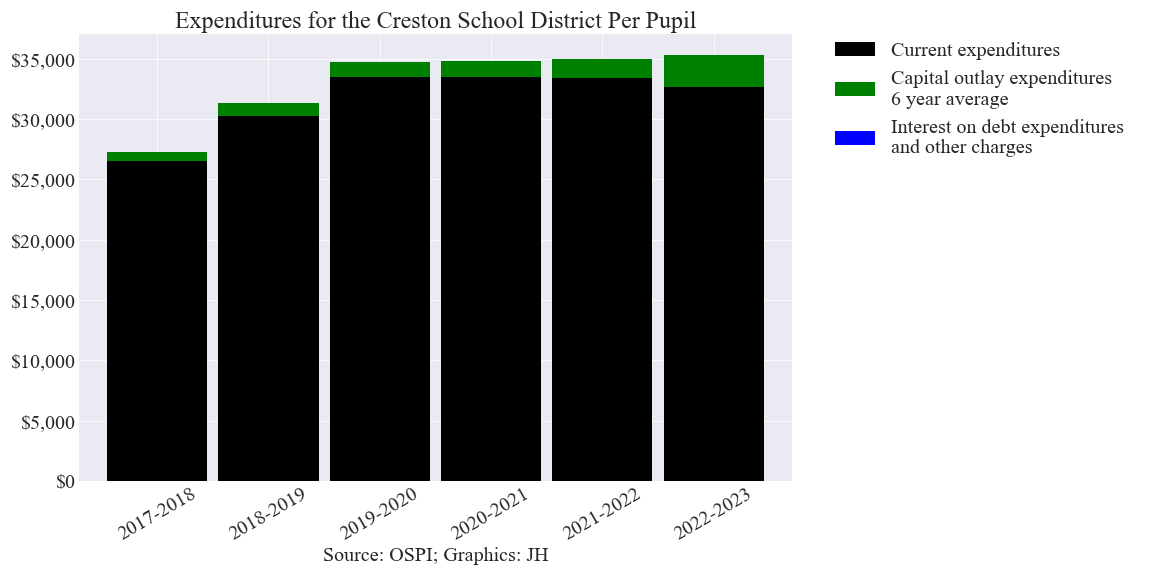 Expenditures for the Creston School District Per Pupil
$35,000
$30,000
$25,000
$20,000
$15,000
$10,000
$5,000
$0
2017-2018
2018-2019
2019-2020
2020-2021
2021-2022
2022-2023
Source: OSPI; Graphics: JH
Current expenditures
Capital outlay expenditures
6 year average
Interest on debt expenditures
and other charges